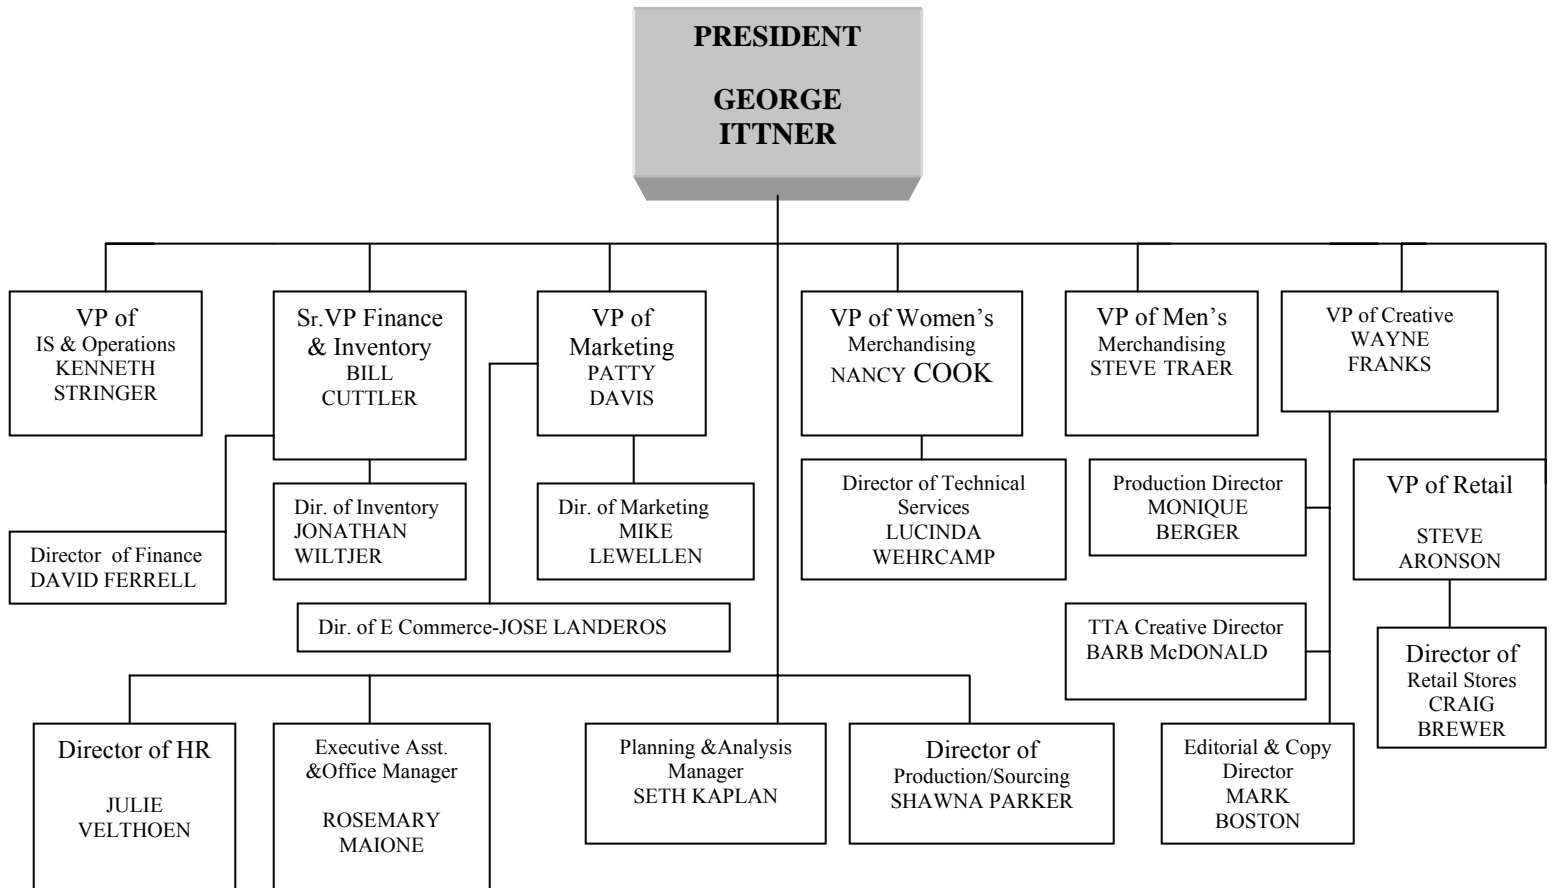 PRESIDENT
GEORGE
ITTNER
VP of
IS & Operations
KENNETH
STRINGER
Sr.VP Finance
& Inventory
BILL
CUTTLER
VP of
Marketing
PATTY
DAVIS
VP of Women's
Merchandising
NANCY COOK
VP of Men's
Merchandising
STEVE TRAER
VP of Creative
WAYNE
FRANKS
Director of Finance
DAVID FERRELL
Dir. of Inventory
JONATHAN
WILTJER
Dir. of Marketing
MIKE
LEWELLEN
Director of Technical
Services
LUCINDA
WEHRCAMP
Production Director
MONIQUE
BERGER
VP of Retail
STEVE
ARONSON
Dir. of E Commerce-JOSE LANDEROS
TTA Creative Director
BARB McDONALD
Director of
Retail Stores
CRAIG
BREWER
Director of HR
JULIE
VELTHOEN
Executive Asst.
&Office Manager
ROSEMARY
MAIONE
Planning &Analysis
Manager
SETH KAPLAN
Director of
Production/Sourcing
SHAWNA PARKER
Editorial & Copy
Director
MARK
BOSTON